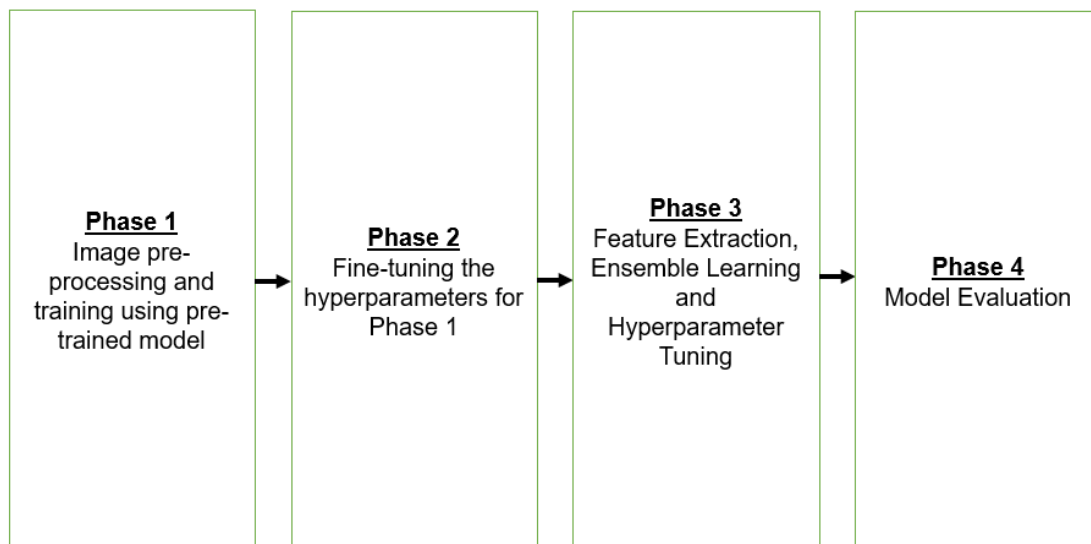 Phase 1
Image pre-
processing and
training using pre-
trained model
Phase 2
Fine-tuning the
hyperparameters for
Phase 1
Phase 3
Feature Extraction,
Ensemble Learning
and
Hyperparameter
Tuning
Phase 4
Model Evaluation